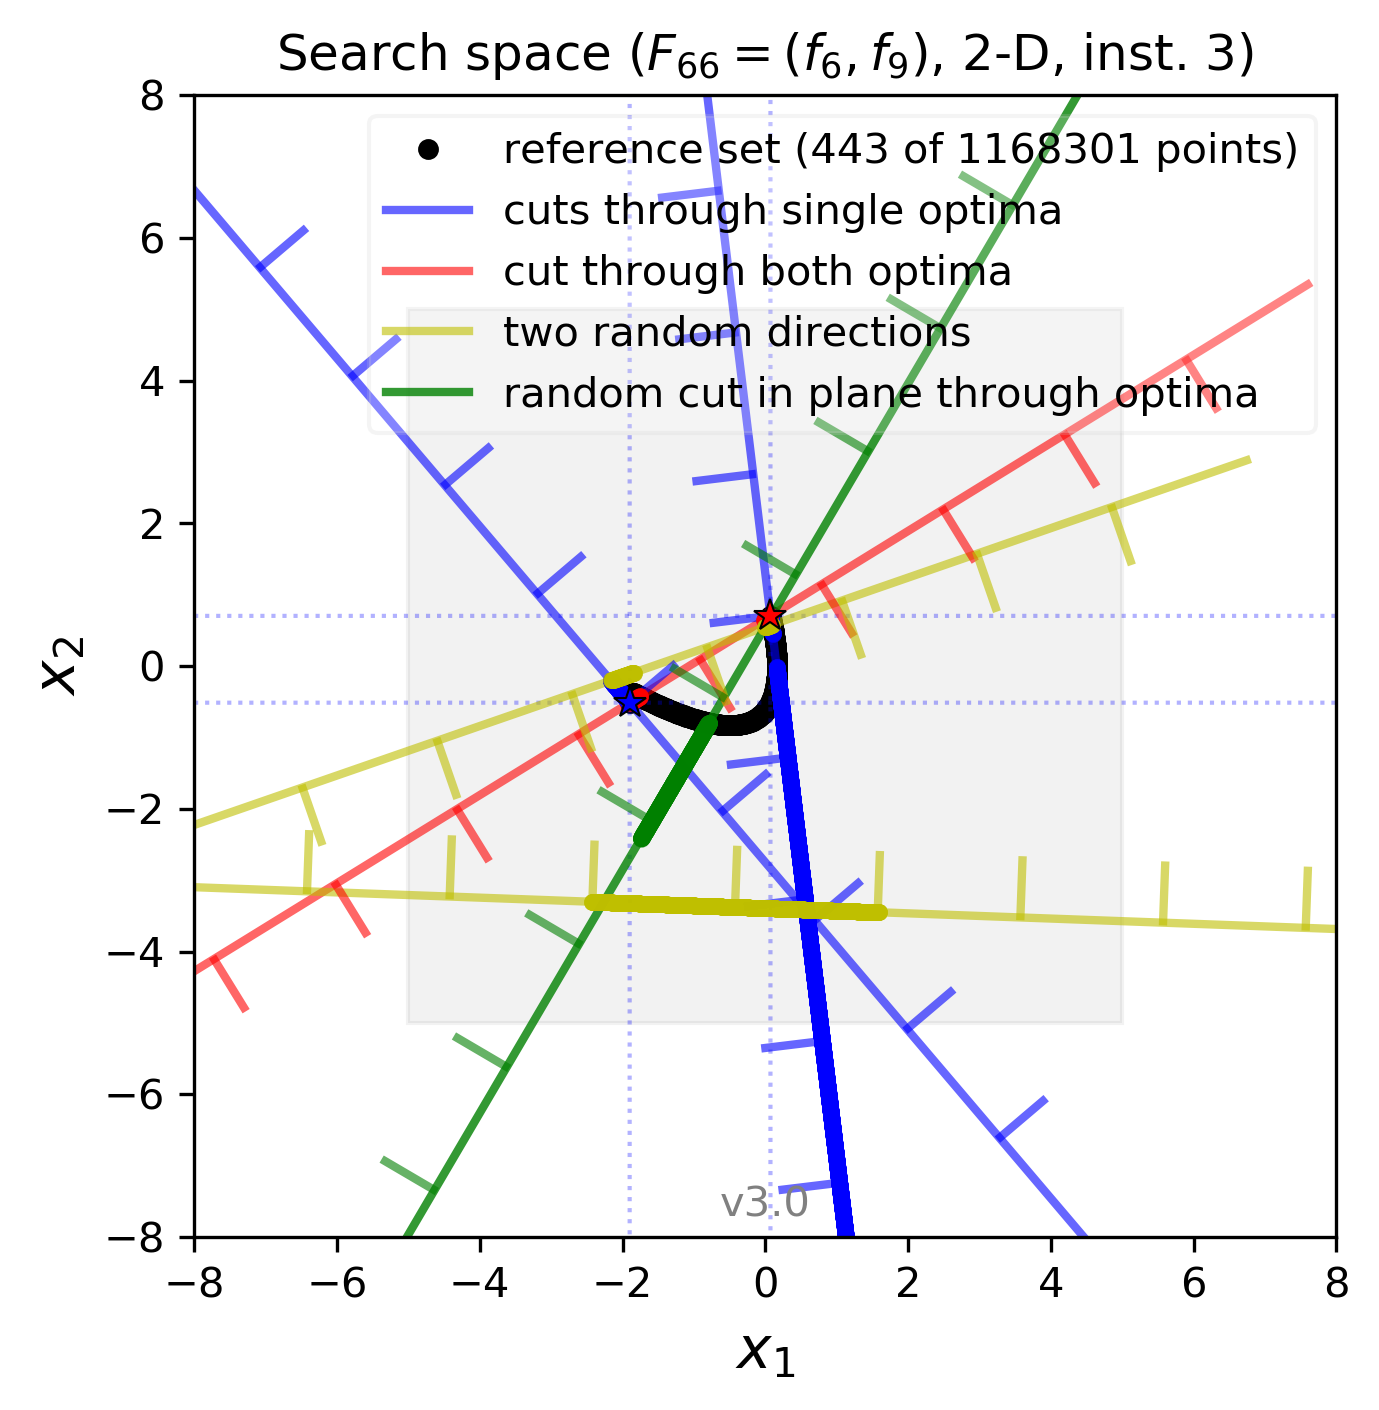 Search space (F₆₆ = (f₆, f₉), 2-D, inst. 3)
reference set (443 of 1168301 points)
cuts through single optima
cut through both optima
two random directions
random cut in plane through optima
8
6
4
2
0
−2
−4
−6
−8
x₂
v3.0
−8 −6 −4 −2 0 2 4 6 8
x₁